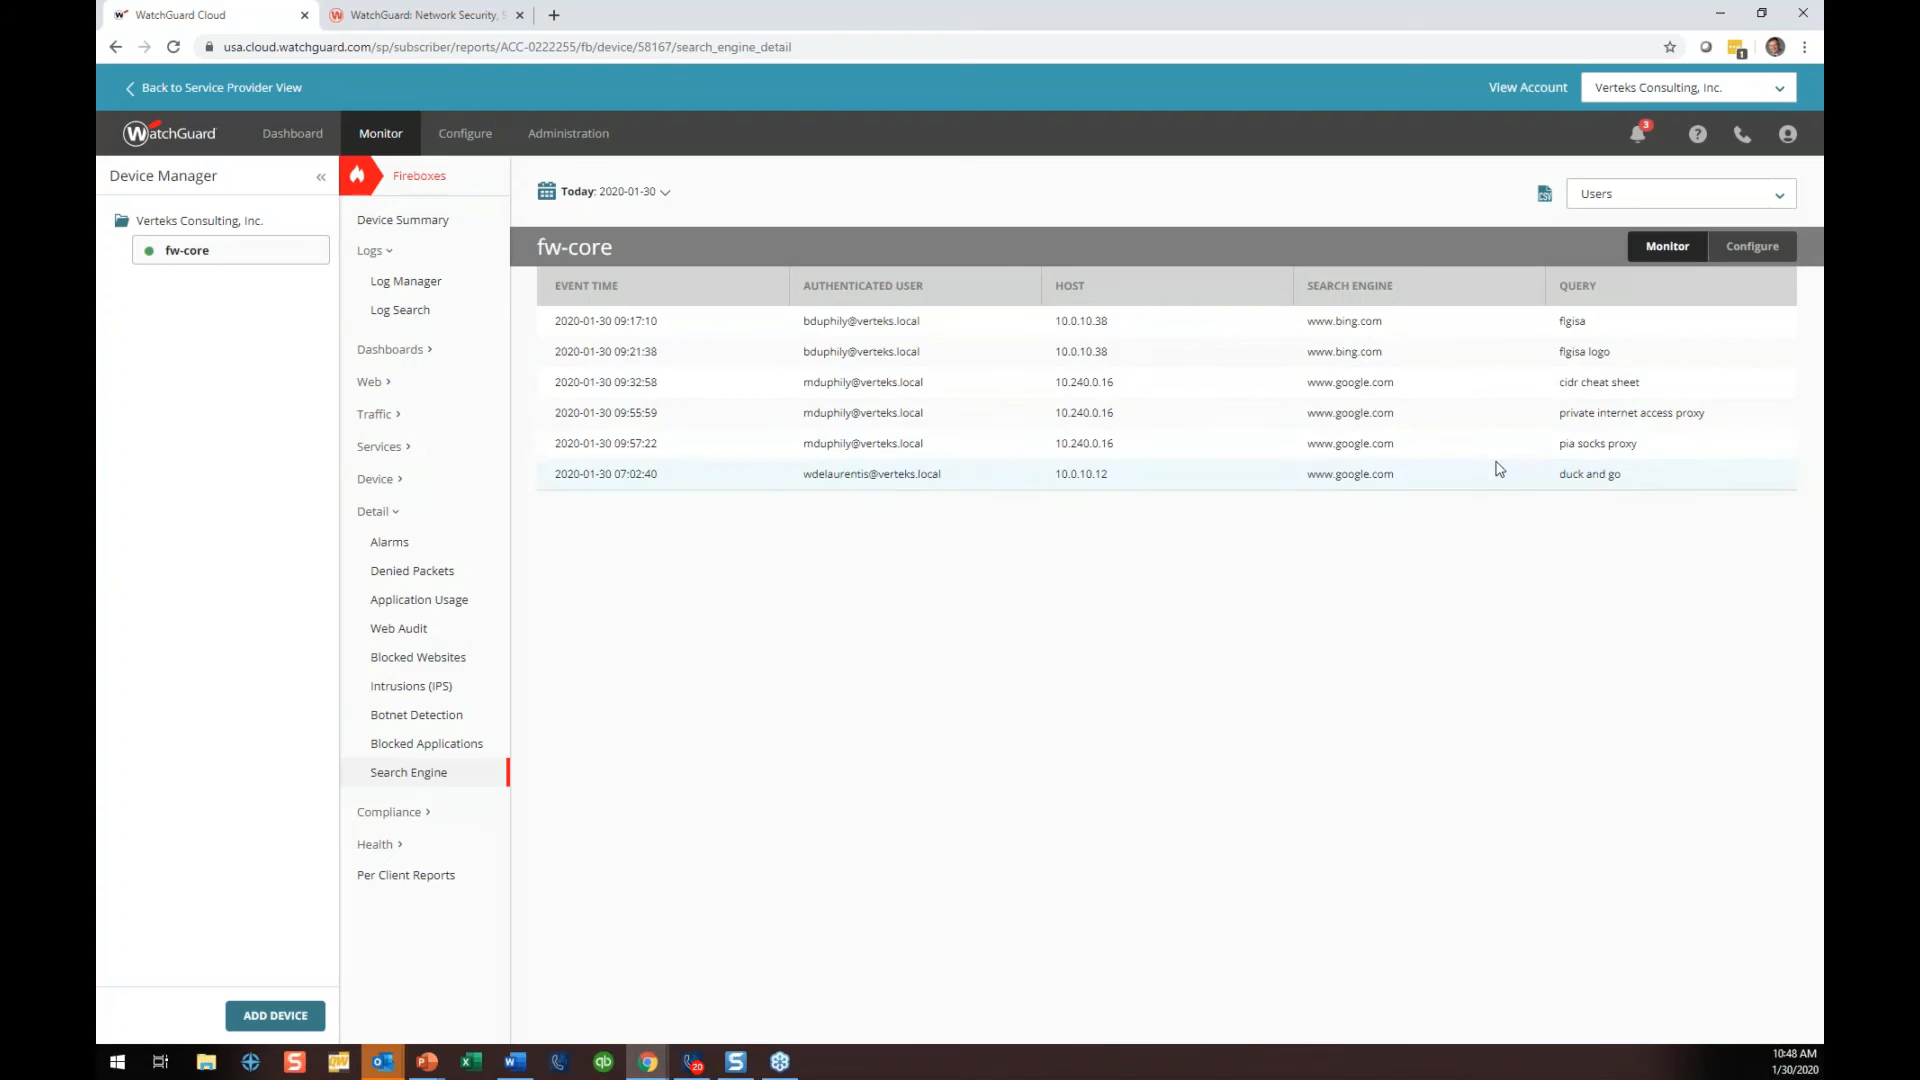 WatchGuard Cloud
WatchGuard: Network Security, S
usa.cloud.watchguard.com/sp/subscriber/reports/ACC-0222255/fb/device/58167/search_engine_detail
1
Back to Service Provider View
View Account
Verteks Consulting, Inc.
WatchGuard
Dashboard
Monitor
Configure
Administration
3
Device Manager
Fireboxes
Verteks Consulting, Inc.
fw-core
Device Summary
Logs
Log Manager
Log Search
Dashboards
Web
Traffic
Services
Device
Detail
Alarms
Denied Packets
Application Usage
Web Audit
Blocked Websites
Intrusions (IPS)
Botnet Detection
Blocked Applications
Search Engine
Compliance
Health
Per Client Reports
ADD DEVICE
Today: 2020-01-30
CSV
Users
fw-core
Monitor
Configure
EVENT TIME AUTHENTICATED USER HOST SEARCH ENGINE QUERY
2020-01-30 09:17:10 bduphily@verteks.local 10.0.10.38 www.bing.com flgisa
2020-01-30 09:21:38 bduphily@verteks.local 10.0.10.38 www.bing.com flgisa logo
2020-01-30 09:32:58 mduphily@verteks.local 10.240.0.16 www.google.com cidr cheat sheet
2020-01-30 09:55:59 mduphily@verteks.local 10.240.0.16 www.google.com private internet access proxy
2020-01-30 09:57:22 mduphily@verteks.local 10.240.0.16 www.google.com pia socks proxy
2020-01-30 07:02:40 wdelaurentis@verteks.local 10.0.10.12 www.google.com duck and go
20
10:48 AM
1/30/2020